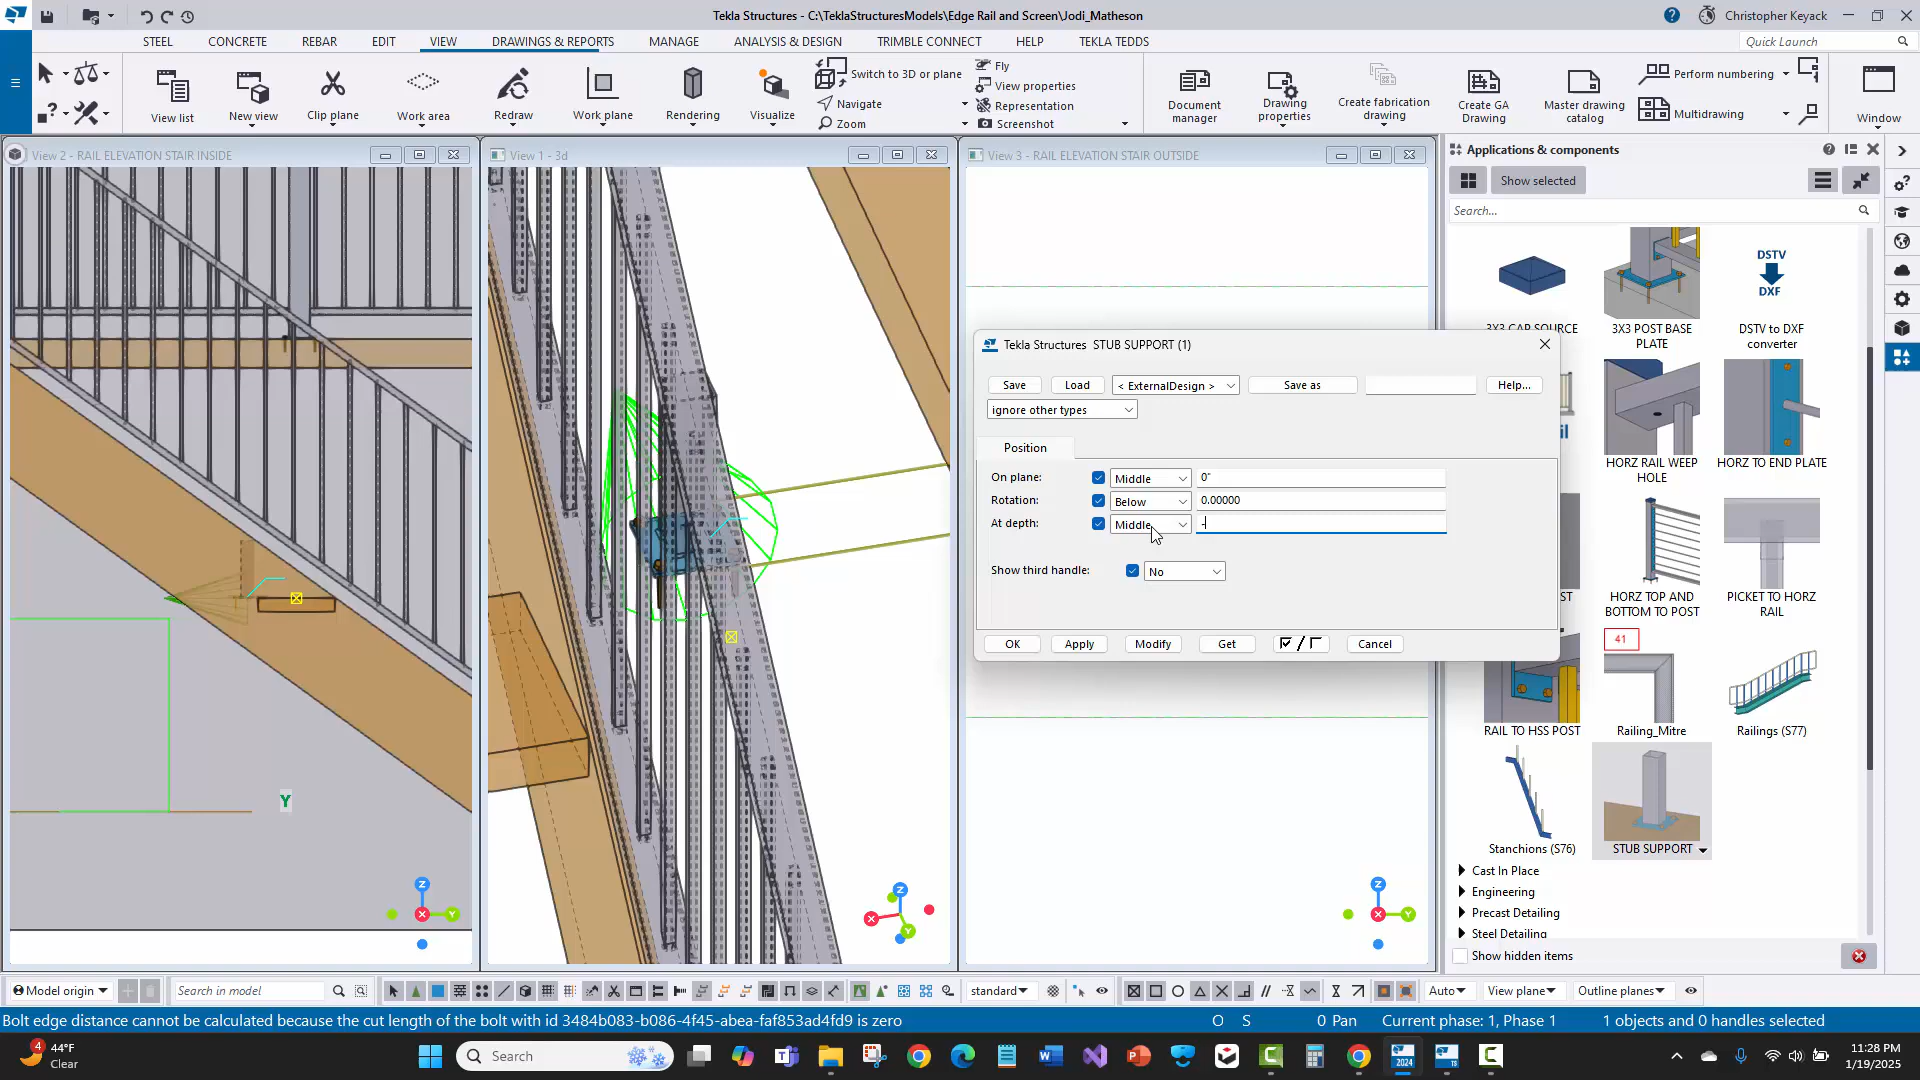 Tekla Structures - C:\TeklaStructuresModels\Edge Rail and Screen\Jodi_Matheson
Christopher Keyack
STEEL CONCRETE REBAR EDIT VIEW DRAWINGS & REPORTS MANAGE ANALYSIS & DESIGN TRIMBLE CONNECT HELP TEKLA TEDDS
Quick Launch
View list
New view
Clip plane
Work area
Redraw
Work plane
Rendering
Visualize
Switch to 3D or plane
Navigate
Zoom
Fly
View properties
Representation
Screenshot
Document
manager
Drawing
properties
Create fabrication
drawing
Create GA
Drawing
Master drawing
catalog
Perform numbering
Multidrawing
Window
View 2 - RAIL ELEVATION STAIR INSIDE
View 1 - 3d
View 3 - RAIL ELEVATION STAIR OUTSIDE
Applications & components
Show selected
Search...
DSTV
DXF
3X3 CAP SOURCE
3X3 POST BASE
PLATE
DSTV to DXF
converter
HORZ RAIL WEEP
HOLE
HORZ TO END PLATE
HORZ TOP AND
BOTTOM TO POST
PICKET TO HORZ
RAIL
41
RAIL TO HSS POST
Railing_Mitre
Railings (S77)
Stanchions (S76)
STUB SUPPORT
Cast In Place
Engineering
Precast Detailing
Steel Detailing
Show hidden items
Tekla Structures STUB SUPPORT (1)
Save
Load
< ExternalDesign >
Save as
Help...
ignore other types
Position
On plane: Middle 0"
Rotation: Below 0.00000
At depth: Middle -
Show third handle: No
OK
Apply
Modify
Get
Cancel
Y
Z
X
Y
Z
X
Y
Z
X
Y
Model origin
Search in model
standard
Auto
View plane
Outline planes
Bolt edge distance cannot be calculated because the cut length of the bolt with id 3484b083-b086-4f45-abea-faf853ad4fd9 is zero
O S 0 Pan Current phase: 1, Phase 1 1 objects and 0 handles selected
4
44°F
Clear
Search
2024
11:28 PM
1/19/2025